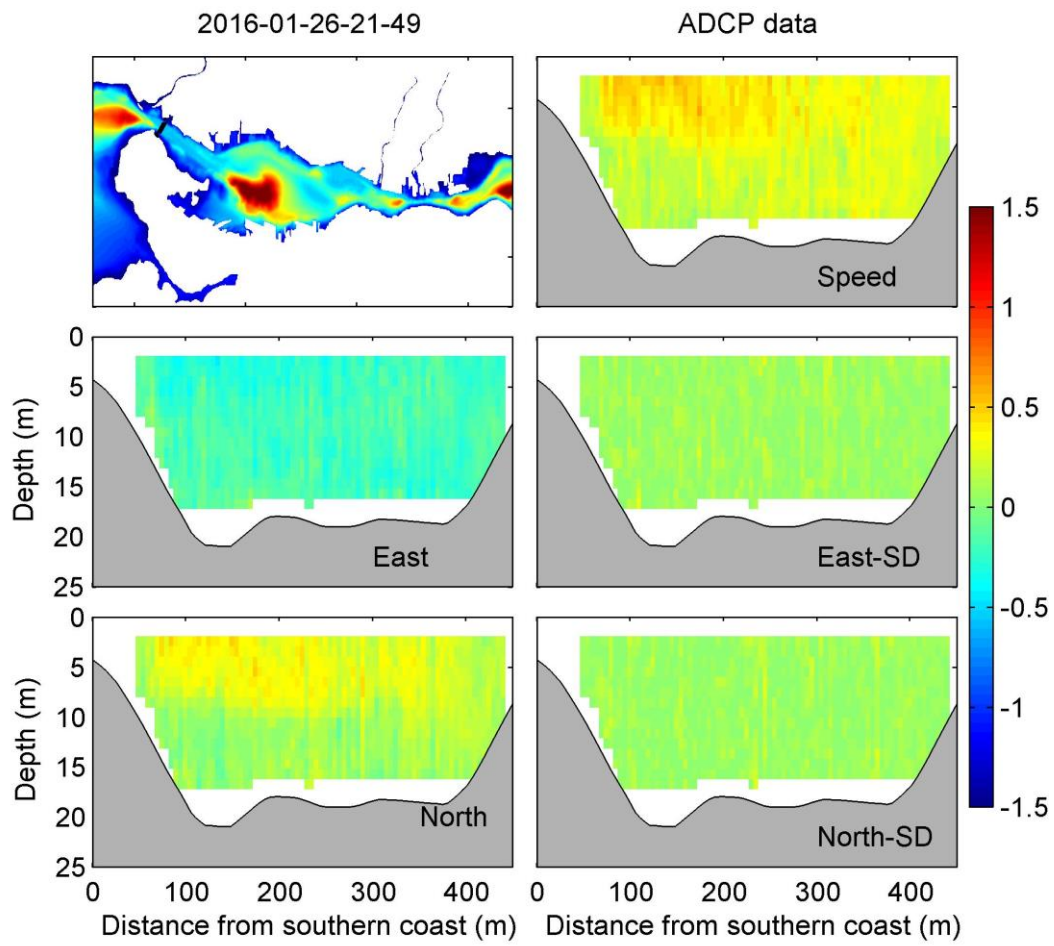 2016-01-26-21-49
ADCP data
Speed
1.5
1
0.5
0
-0.5
-1
-1.5
0
5
10
15
20
25
Depth (m)
East
East-SD
0
5
10
15
20
25
Depth (m)
North
North-SD
0 100 200 300 400
0 100 200 300 400
Distance from southern coast (m)
Distance from southern coast (m)